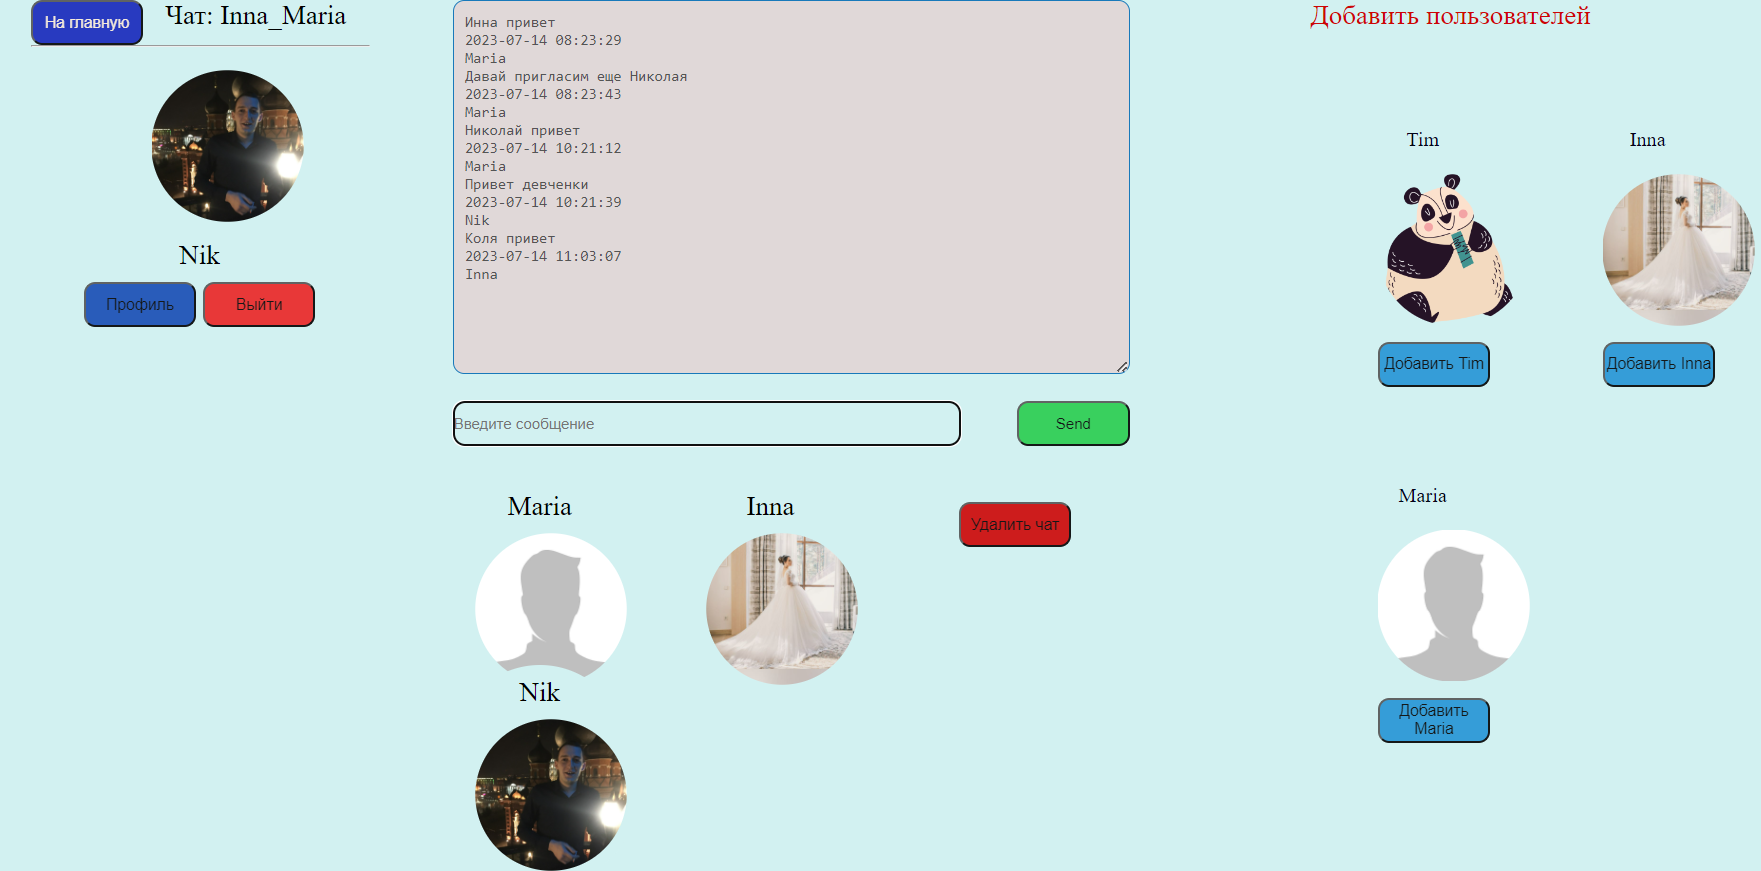 На главную
Чат: Inna_Maria
Nik
Профиль
Выйти
Инна привет
2023-07-14 08:23:29
Maria
Давай пригласим еще Николая
2023-07-14 08:23:43
Maria
Николай привет
2023-07-14 10:21:12
Maria
Привет девченки
2023-07-14 10:21:39
Nik
Коля привет
2023-07-14 11:03:07
Inna
Введите сообщение
Send
Maria
Inna
Удалить чат
Nik
Добавить пользователей
Tim
Inna
Добавить Tim
Добавить Inna
Maria
Добавить
Maria